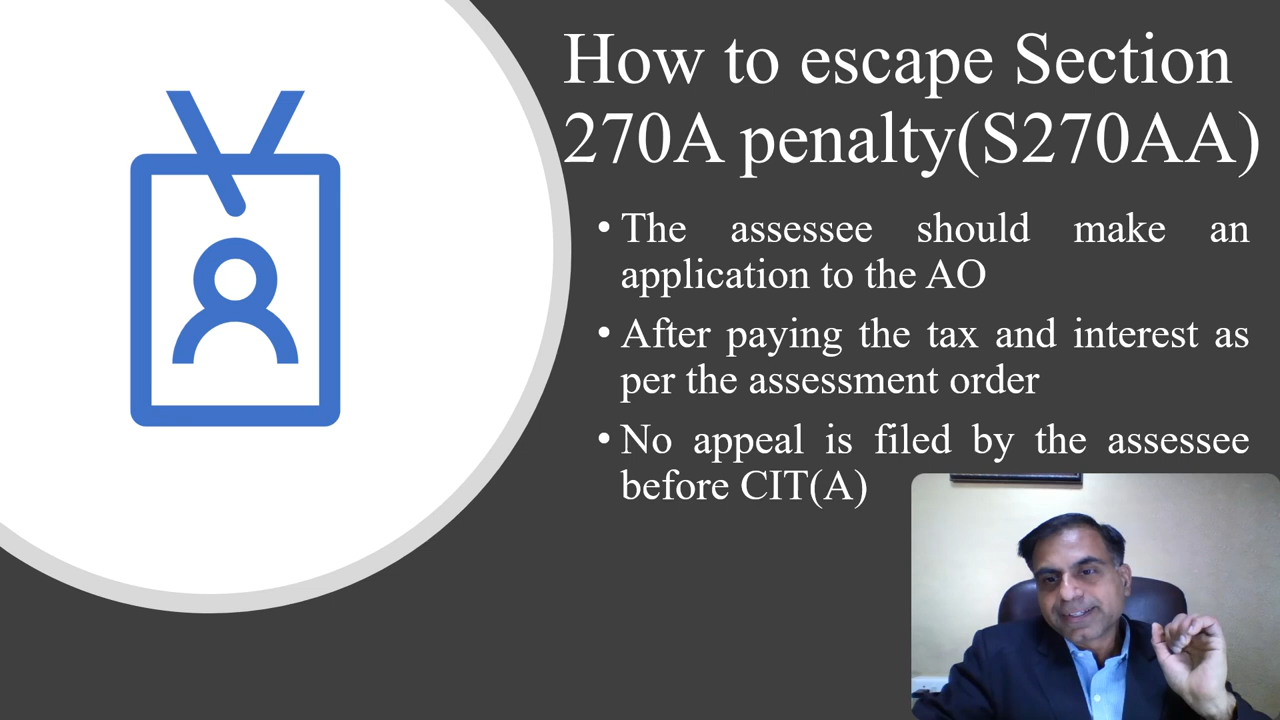 How to escape Section
270A penalty(S270AA)
• The assessee should make an
application to the AO
• After paying the tax and interest as
per the assessment order
• No appeal is filed by the assessee
before CIT(A)